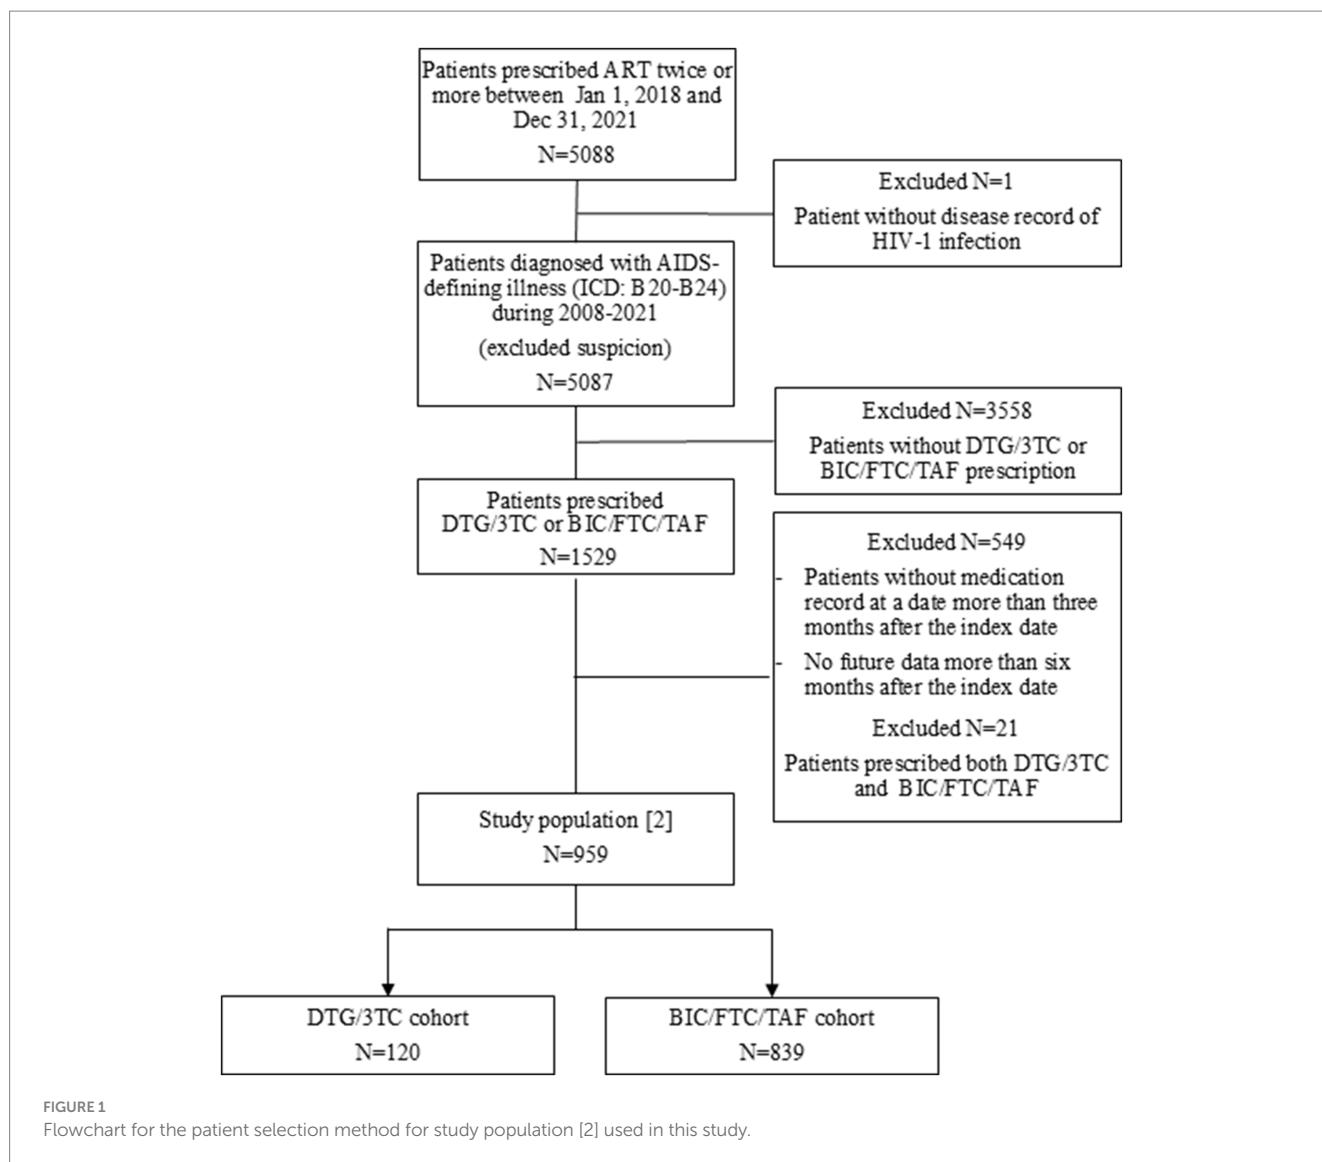 Patients prescribed ART twice or
more between Jan 1, 2018 and
Dec 31, 2021
N=5088
Excluded N=1
Patient without disease record of
HIV-1 infection
Patients diagnosed with AIDS-
defining illness (ICD: B20-B24)
during 2008-2021
(excluded suspicion)
N=5087
Excluded N=3558
Patients without DTG/3TC or
BIC/FTC/TAF prescription
Patients prescribed
DTG/3TC or BIC/FTC/TAF
N=1529
Excluded N=549
- Patients without medication
record at a date more than three
months after the index date
- No future data more than six
months after the index date
Excluded N=21
Patients prescribed both DTG/3TC
and BIC/FTC/TAF
Study population [2]
N=959
DTG/3TC cohort
N=120
BIC/FTC/TAF cohort
N=839
FIGURE 1
Flowchart for the patient selection method for study population [2] used in this study.